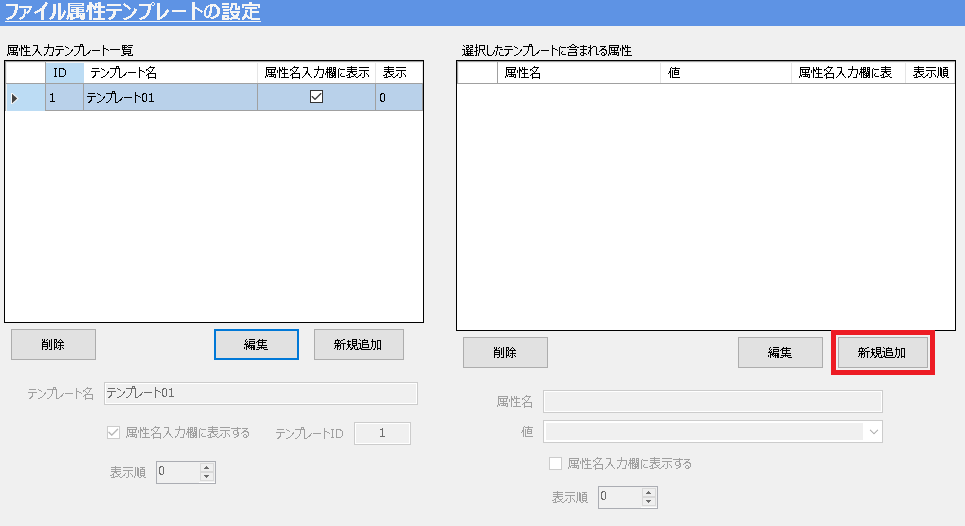 ファイル属性テンプレートの設定
属性入力テンプレート一覧
ID テンプレート名 属性名入力欄に表示 表示
1 テンプレート01 0
削除 編集 新規追加
テンプレート名 テンプレート01
属性名入力欄に表示する テンプレートID 1
表示順 0
選択したテンプレートに含まれる属性
属性名 値 属性名入力欄に表 表示順
削除 編集 新規追加
属性名
値
属性名入力欄に表示する
表示順 0